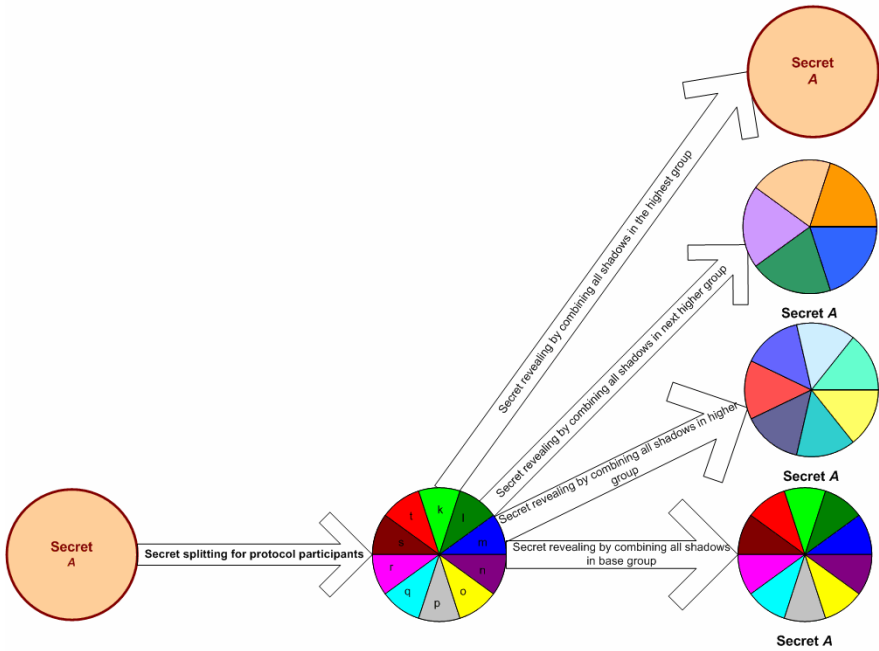 Secret
A
Secret revealing by combining all shadows in the highest group
Secret revealing by combining all shadows in next higher group
Secret A
Secret revealing by combining all shadows in higher
group
Secret A
Secret
A
Secret splitting for protocol participants
t
k
l
s
m
r
n
q
p
o
Secret revealing by combining all shadows
in base group
Secret A